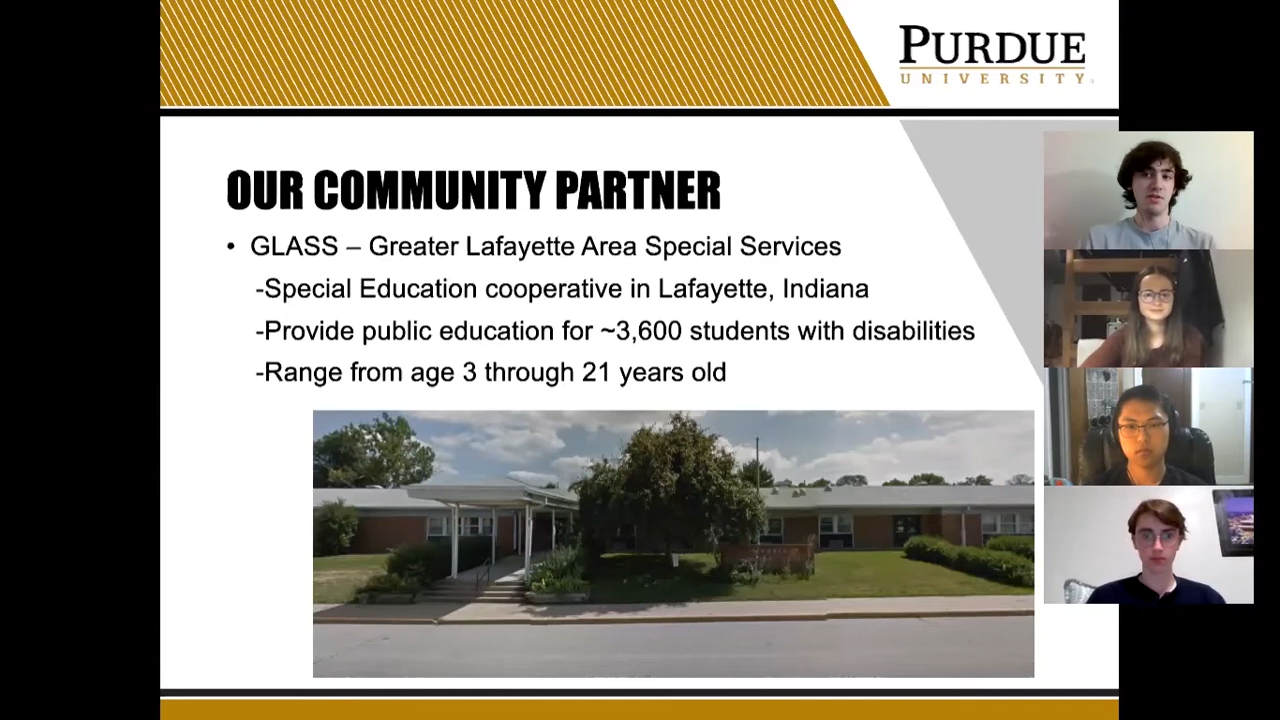 PURDUE
UNIVERSITY
OUR COMMUNITY PARTNER
• GLASS – Greater Lafayette Area Special Services
-Special Education cooperative in Lafayette, Indiana
-Provide public education for ~3,600 students with disabilities
-Range from age 3 through 21 years old